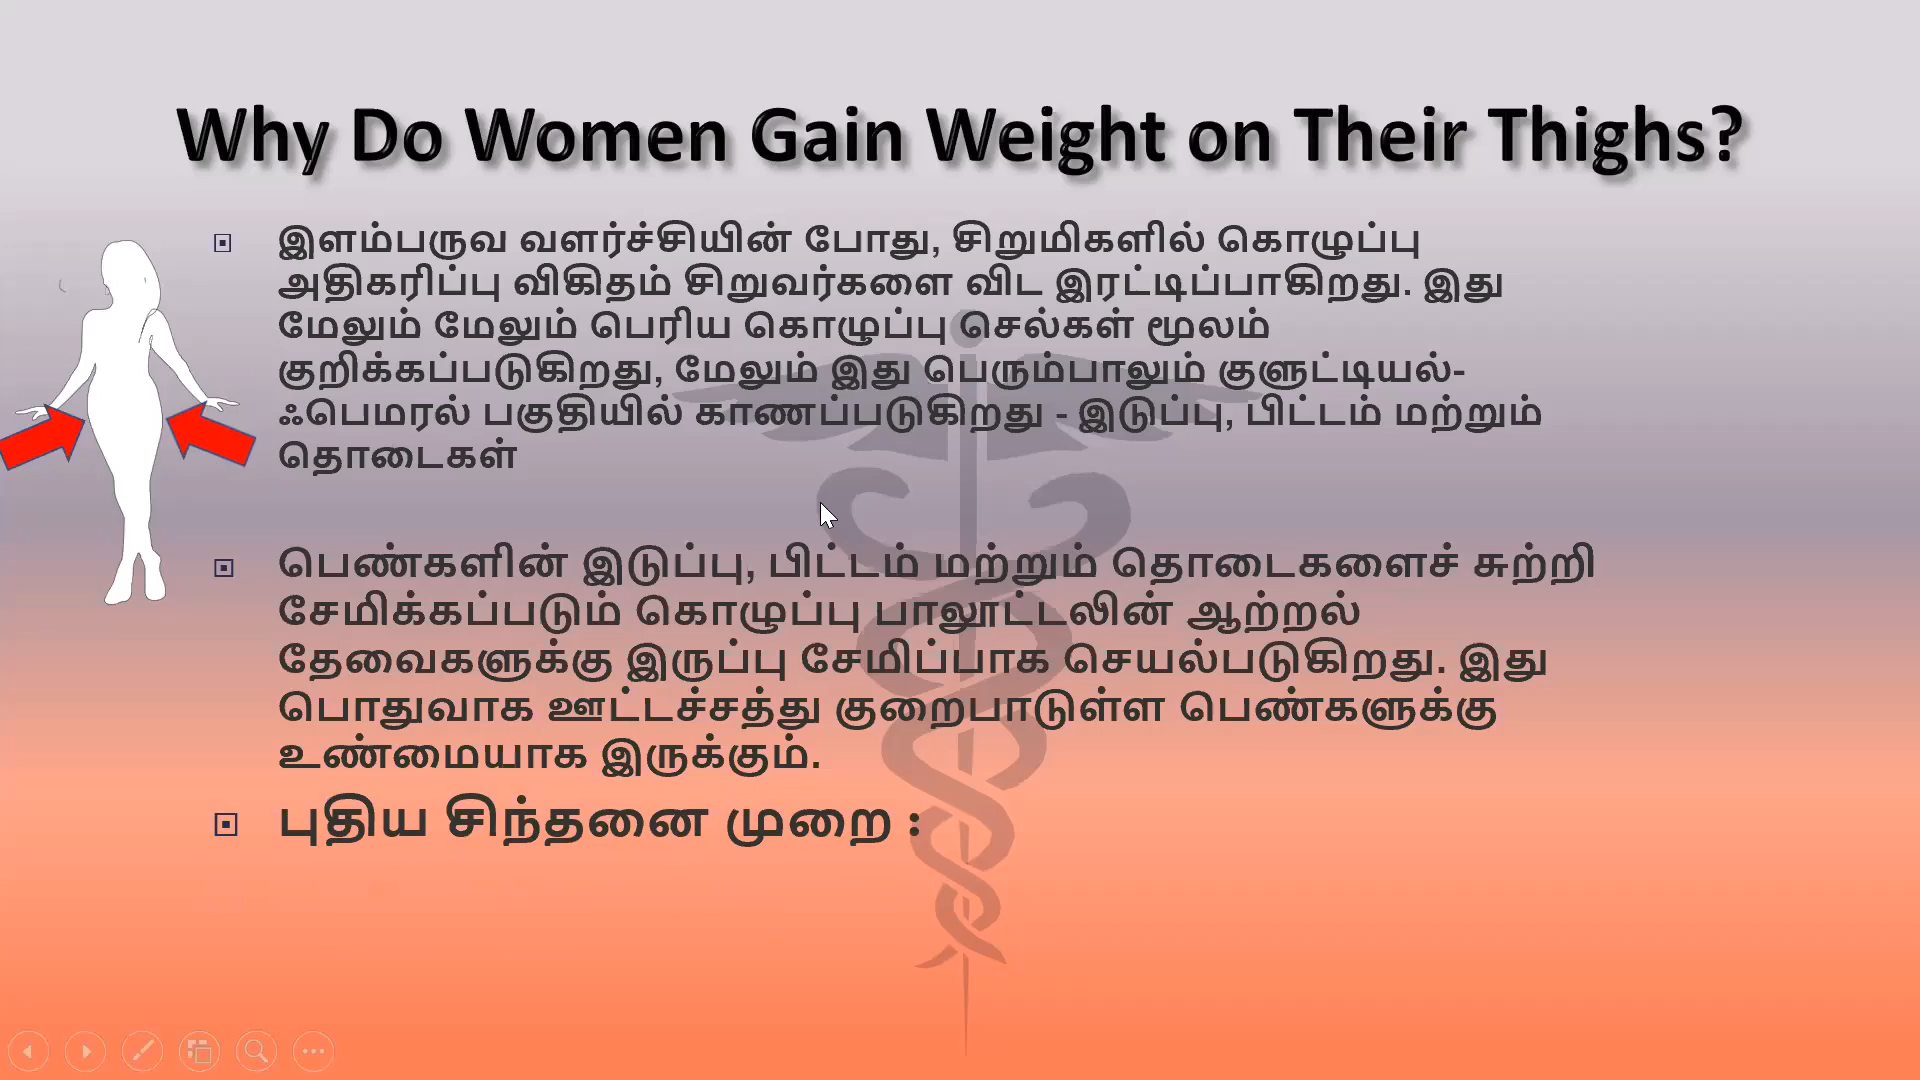 Why Do Women Gain Weight on Their Thighs?
இளம்பருவ வளர்ச்சியின் போது, சிறுமிகளில் கொழுப்பு
அதிகரிப்பு விகிதம் சிறுவர்களை விட இரட்டிப்பாகிறது. இது
மேலும் மேலும் பெரிய கொழுப்பு செல்கள் மூலம்
குறிக்கப்படுகிறது, மேலும் இது பெரும்பாலும் குளுட்டியல்-
ஃபெமரல் பகுதியில் காணப்படுகிறது - இடுப்பு, பிட்டம் மற்றும்
தொடைகள்
பெண்களின் இடுப்பு, பிட்டம் மற்றும் தொடைகளைச் சுற்றி
சேமிக்கப்படும் கொழுப்பு பாலூட்டலின் ஆற்றல்
தேவைகளுக்கு இருப்பு சேமிப்பாக செயல்படுகிறது. இது
பொதுவாக ஊட்டச்சத்து குறைபாடுள்ள பெண்களுக்கு
உண்மையாக இருக்கும்.
புதிய சிந்தனை முறை :